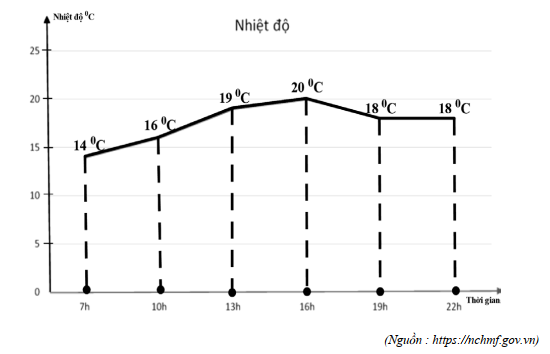 Nhiệt độ ⁰C
Nhiệt độ
25
20
15
10
5
0
14 ⁰C
16 ⁰C
19 ⁰C
20 ⁰C
18 ⁰C
18 ⁰C
7h
10h
13h
16h
19h
22h
Thời gian
(Nguồn : https://nchmf.gov.vn)